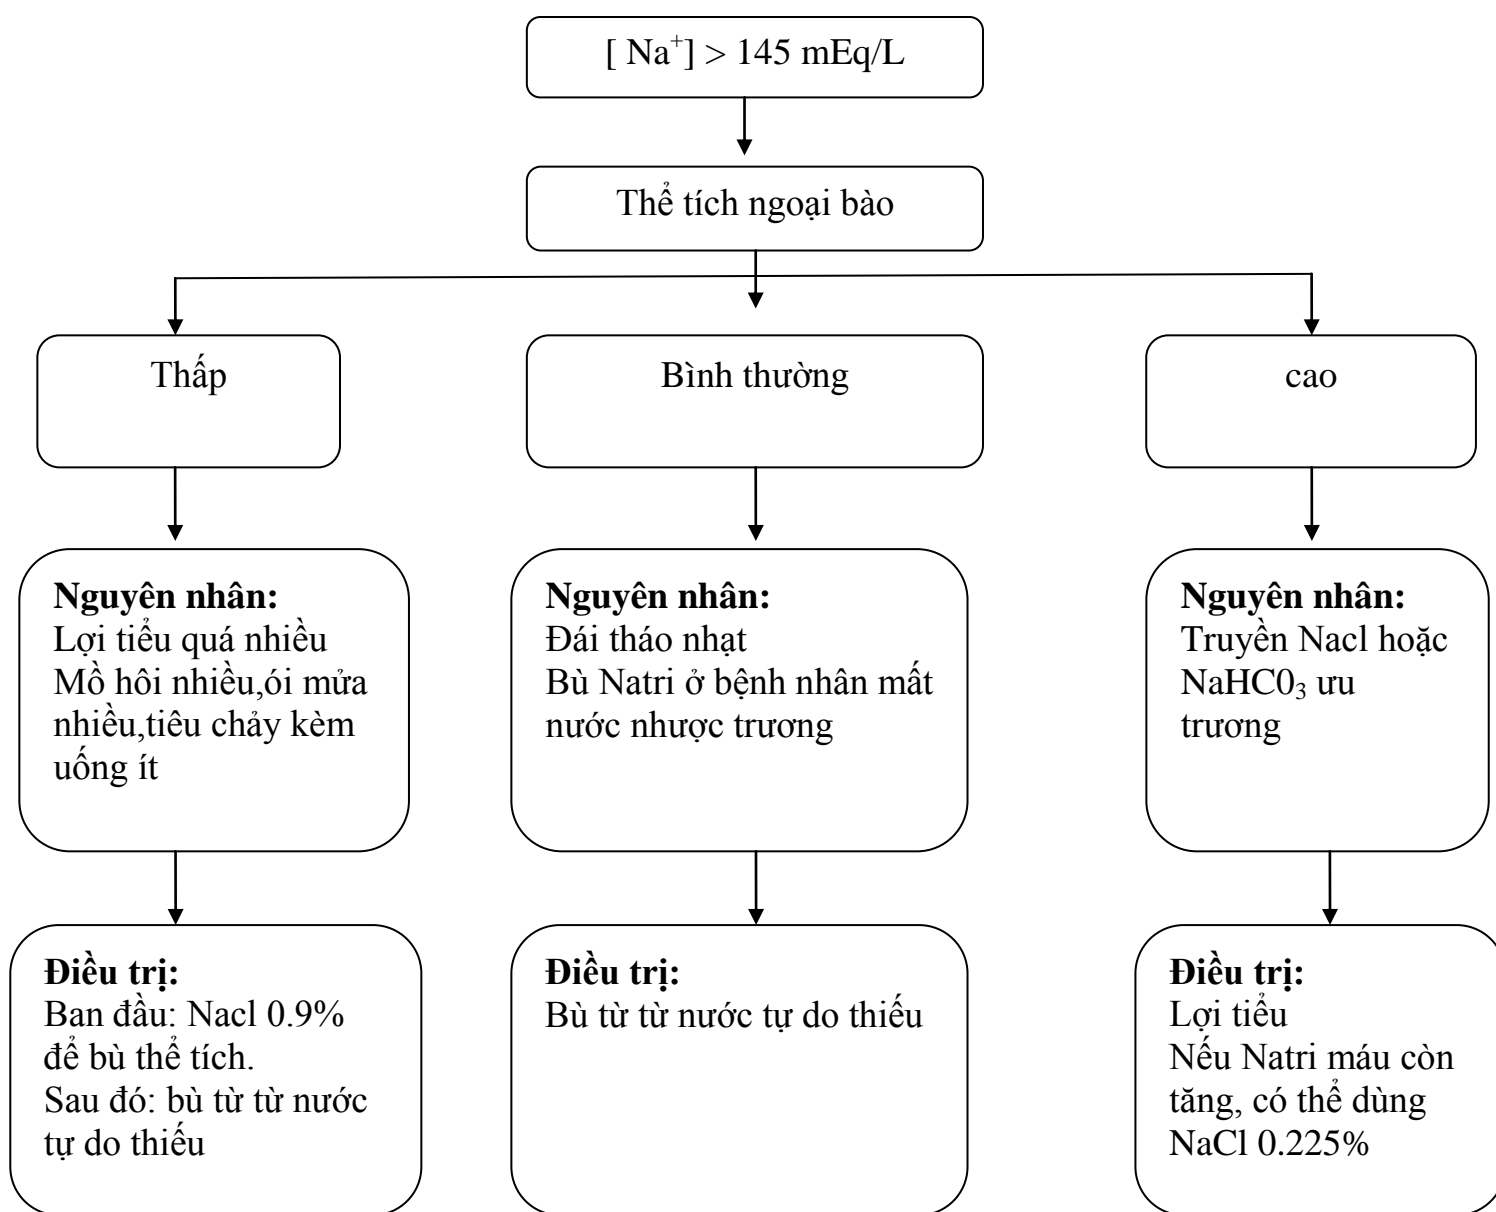 [ Na⁺] > 145 mEq/L
Thể tích ngoại bào
Thấp
Bình thường
cao
Nguyên nhân:
Lợi tiểu quá nhiều
Mồ hôi nhiều,ói mửa
nhiều,tiêu chảy kèm
uống ít
Nguyên nhân:
Đái tháo nhạt
Bù Natri ở bệnh nhân mất
nước nhược trương
Nguyên nhân:
Truyền Nacl hoặc
NaHC0₃ ưu
trương
Điều trị:
Ban đầu: Nacl 0.9%
để bù thể tích.
Sau đó: bù từ từ nước
tự do thiếu
Điều trị:
Bù từ từ nước tự do thiếu
Điều trị:
Lợi tiểu
Nếu Natri máu còn
tăng, có thể dùng
NaCl 0.225%